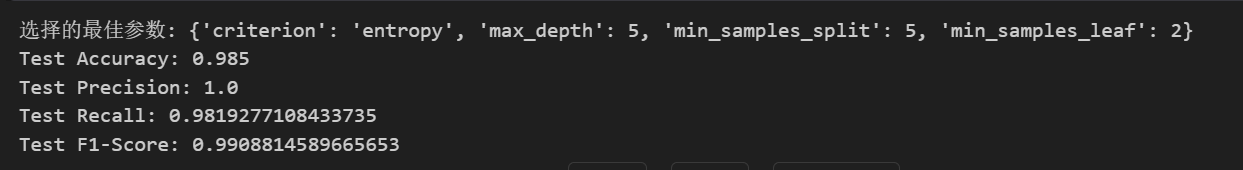 选择的最佳参数: {'criterion': 'entropy', 'max_depth': 5, 'min_samples_split': 5, 'min_samples_leaf': 2}
Test Accuracy: 0.985
Test Precision: 1.0
Test Recall: 0.9819277108433735
Test F1-Score: 0.9908814589665653